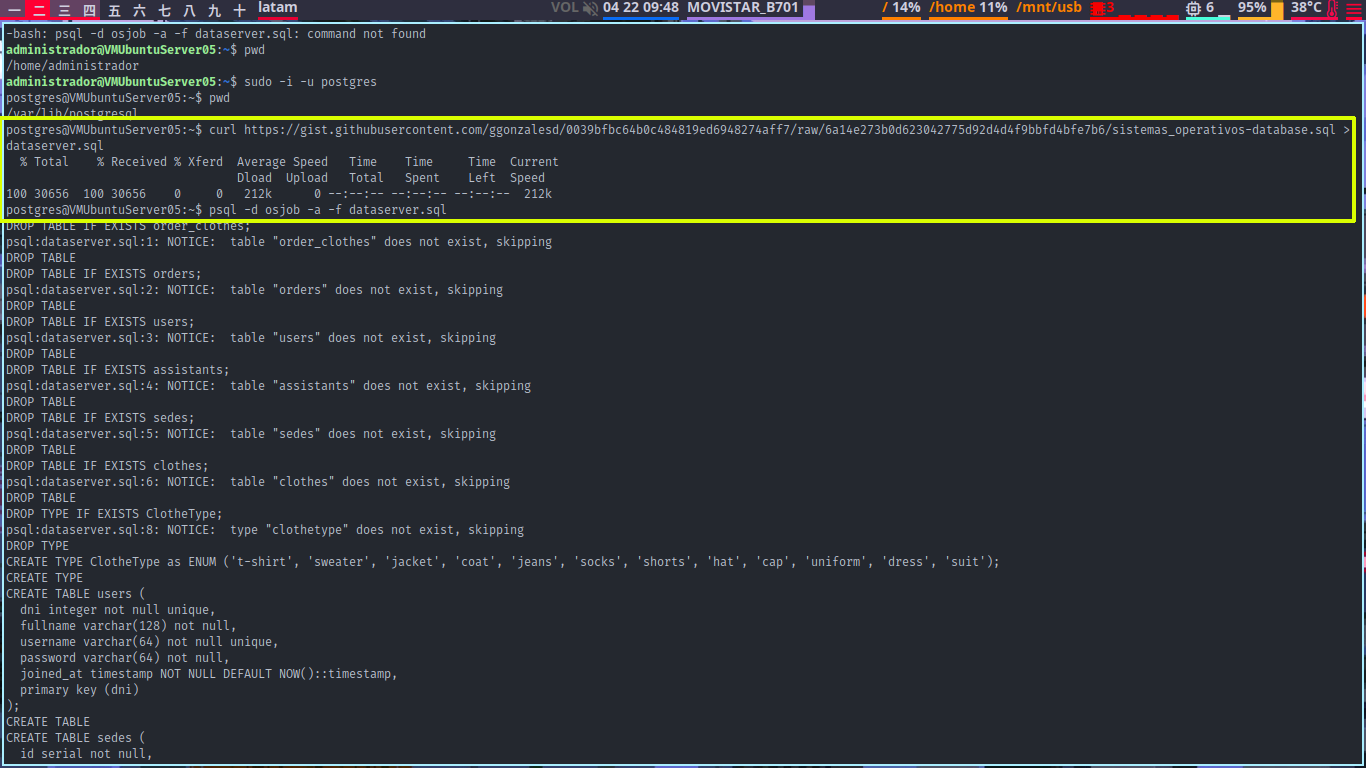 一 二 三 四 五 六 七 八 九 十 latam VOL 04 22 09:48 MOVISTAR_B701 / 14% /home 11% /mnt/usb 3 6 95% 38°C
-bash: psql -d osjob -a -f dataserver.sql: command not found
administrador@VMUbuntuServer05:~$ pwd
/home/administrador
administrador@VMUbuntuServer05:~$ sudo -i -u postgres
postgres@VMUbuntuServer05:~$ pwd
/var/lib/postgresql
postgres@VMUbuntuServer05:~$ curl https://gist.githubusercontent.com/ggonzalesd/0039bfbc64b0c484819ed6948274aff7/raw/6a14e273b0d623042775d92d4d4f9bbfd4bfe7b6/sistemas_operativos-database.sql >
dataserver.sql
  % Total    % Received % Xferd  Average Speed   Time    Time     Time  Current
                                 Dload  Upload   Total   Spent    Left  Speed
100 30656  100 30656    0     0   212k      0 --:--:-- --:--:-- --:--:--  212k
postgres@VMUbuntuServer05:~$ psql -d osjob -a -f dataserver.sql
DROP TABLE IF EXISTS order_clothes;
psql:dataserver.sql:1: NOTICE:  table "order_clothes" does not exist, skipping
DROP TABLE
DROP TABLE IF EXISTS orders;
psql:dataserver.sql:2: NOTICE:  table "orders" does not exist, skipping
DROP TABLE
DROP TABLE IF EXISTS users;
psql:dataserver.sql:3: NOTICE:  table "users" does not exist, skipping
DROP TABLE
DROP TABLE IF EXISTS assistants;
psql:dataserver.sql:4: NOTICE:  table "assistants" does not exist, skipping
DROP TABLE
DROP TABLE IF EXISTS sedes;
psql:dataserver.sql:5: NOTICE:  table "sedes" does not exist, skipping
DROP TABLE
DROP TABLE IF EXISTS clothes;
psql:dataserver.sql:6: NOTICE:  table "clothes" does not exist, skipping
DROP TABLE
DROP TYPE IF EXISTS ClotheType;
psql:dataserver.sql:8: NOTICE:  type "clothetype" does not exist, skipping
DROP TYPE
CREATE TYPE ClotheType as ENUM ('t-shirt', 'sweater', 'jacket', 'coat', 'jeans', 'socks', 'shorts', 'hat', 'cap', 'uniform', 'dress', 'suit');
CREATE TYPE
CREATE TABLE users (
  dni integer not null unique,
  fullname varchar(128) not null,
  username varchar(64) not null unique,
  password varchar(64) not null,
  joined_at timestamp NOT NULL DEFAULT NOW()::timestamp,
  primary key (dni)
);
CREATE TABLE
CREATE TABLE sedes (
  id serial not null,